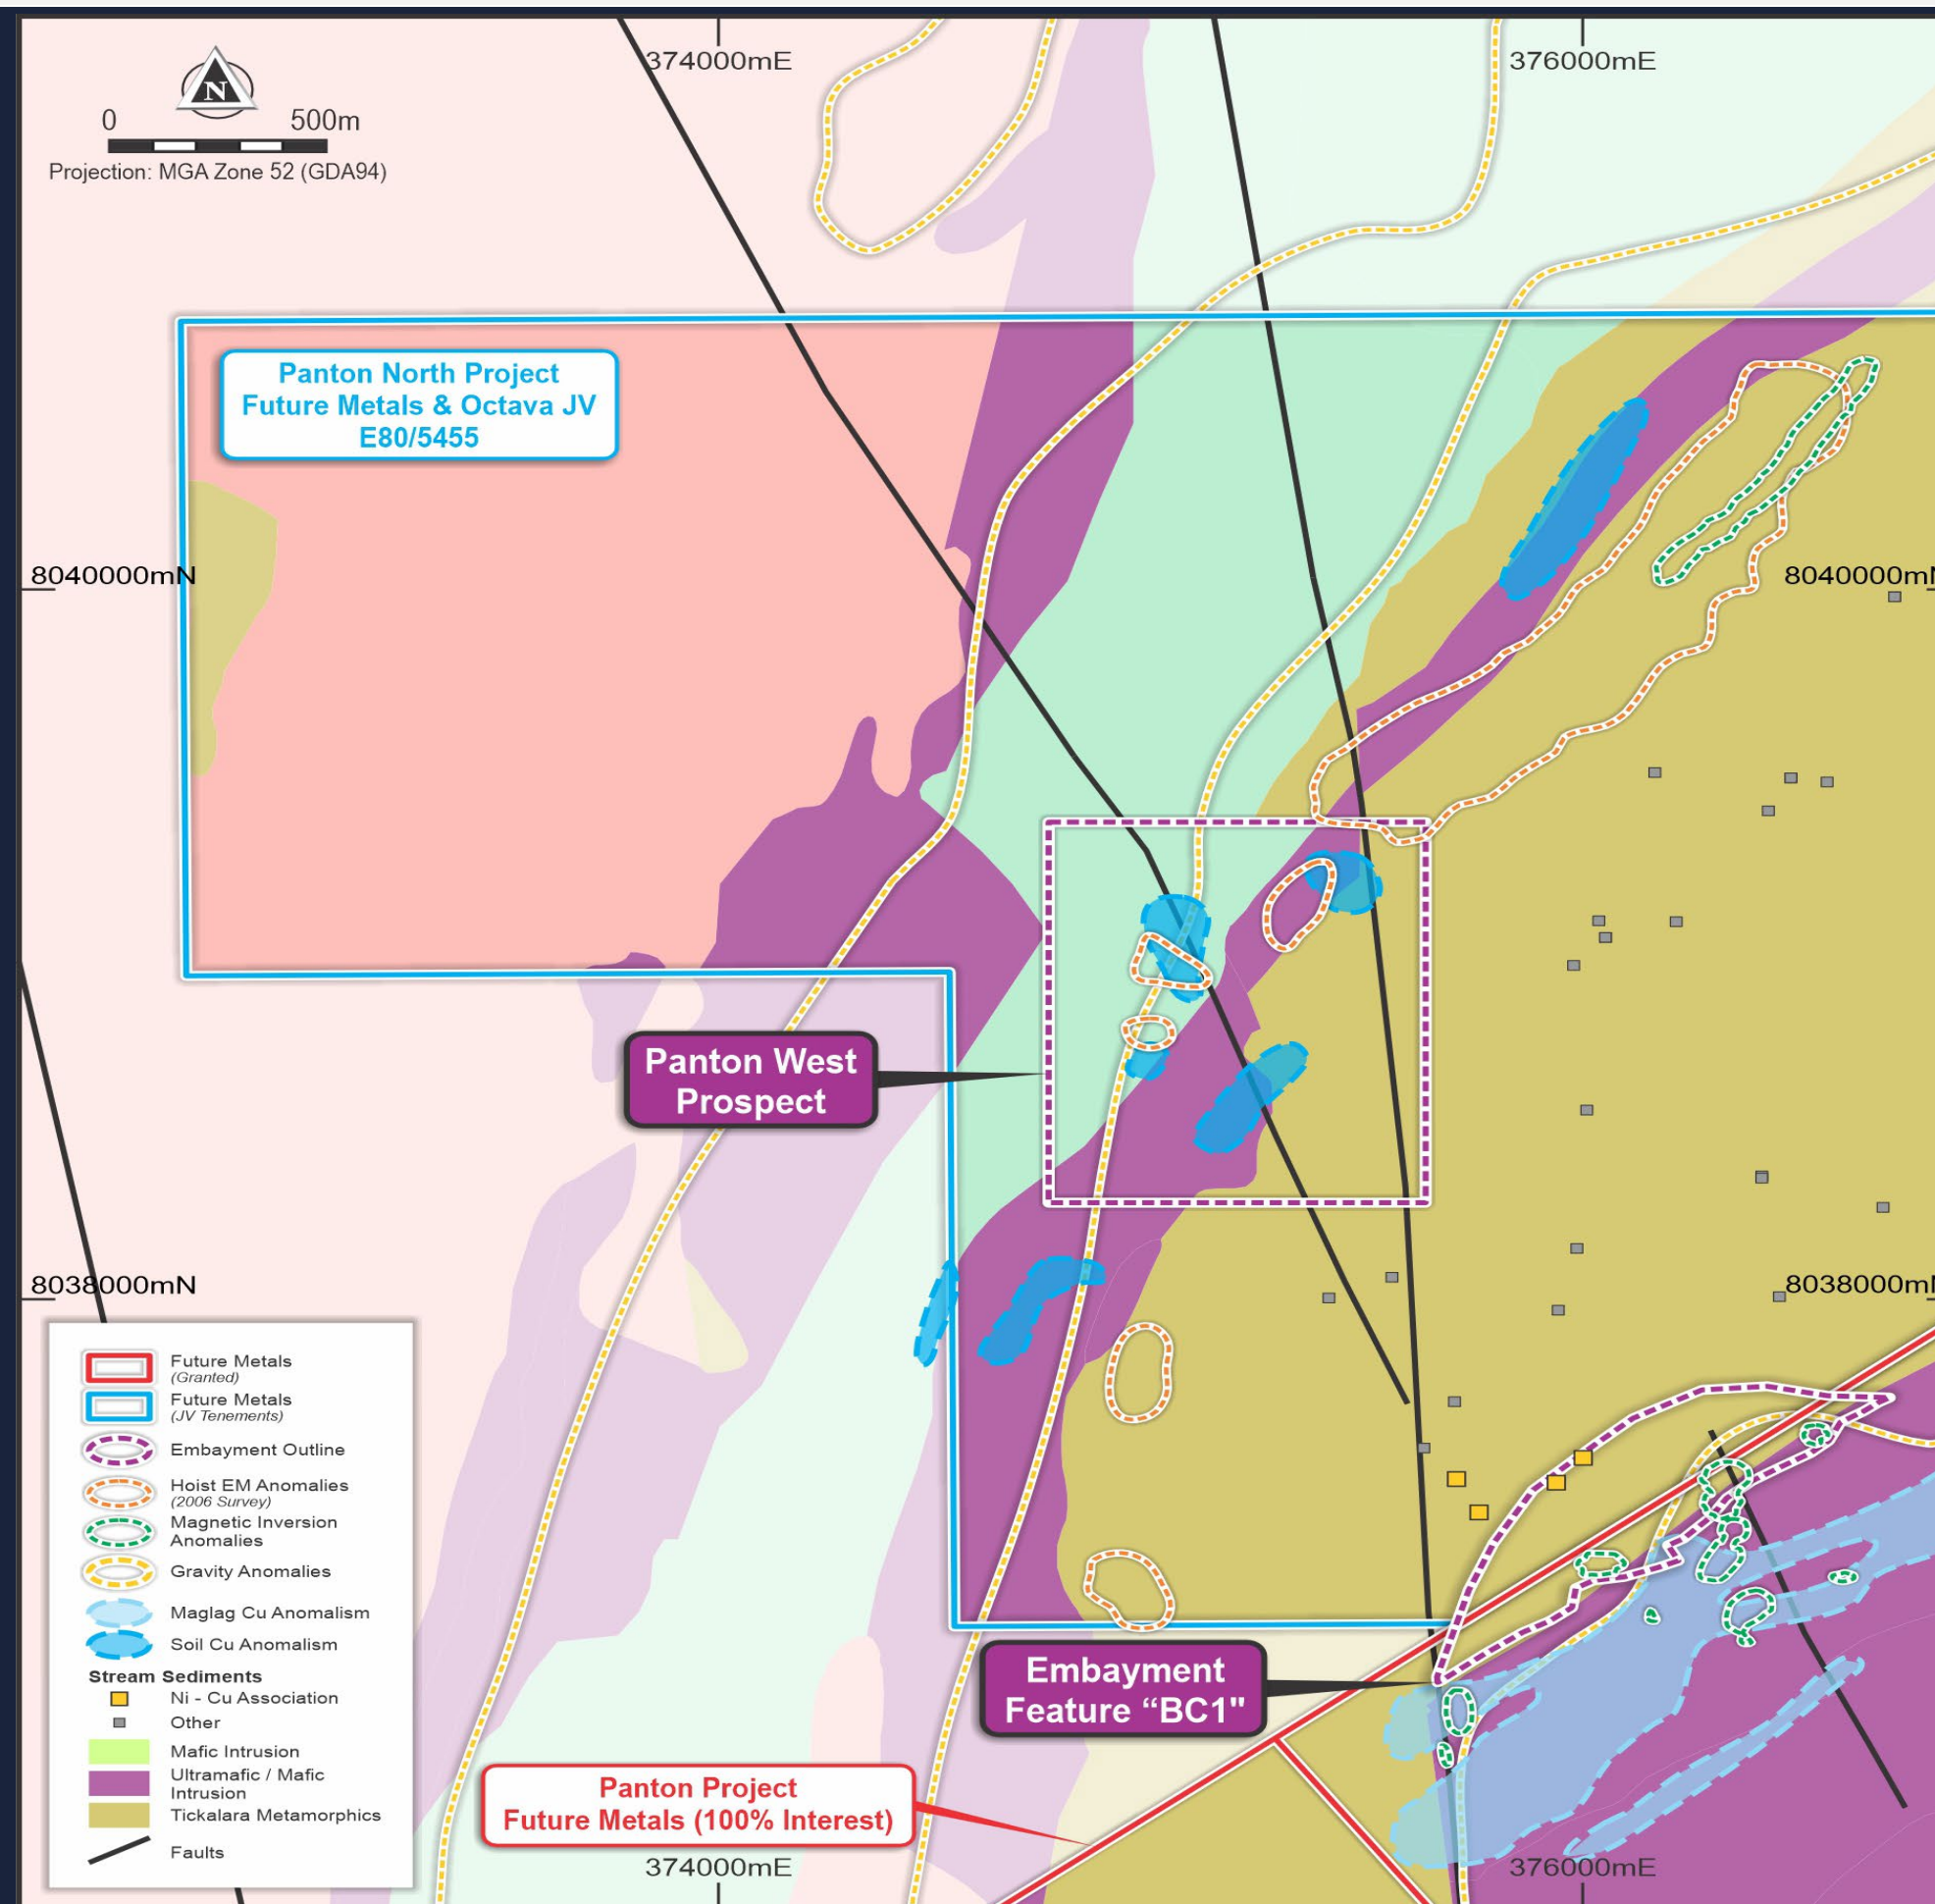 374000mE
376000mE
N
0 500m
Projection: MGA Zone 52 (GDA94)
Panton North Project
Future Metals & Octava JV
E80/5455
8040000mN
8040000mN
Panton West
Prospect
8038000mN
8038000mN
Future Metals
(Granted)
Future Metals
(JV Tenements)
Embayment Outline
Hoist EM Anomalies
(2006 Survey)
Magnetic Inversion
Anomalies
Gravity Anomalies
Maglag Cu Anomalism
Soil Cu Anomalism
Stream Sediments
Ni - Cu Association
Other
Mafic Intrusion
Ultramafic / Mafic
Intrusion
Tickalara Metamorphics
Faults
Embayment
Feature “BC1"
Panton Project
Future Metals (100% Interest)
374000mE
376000mE